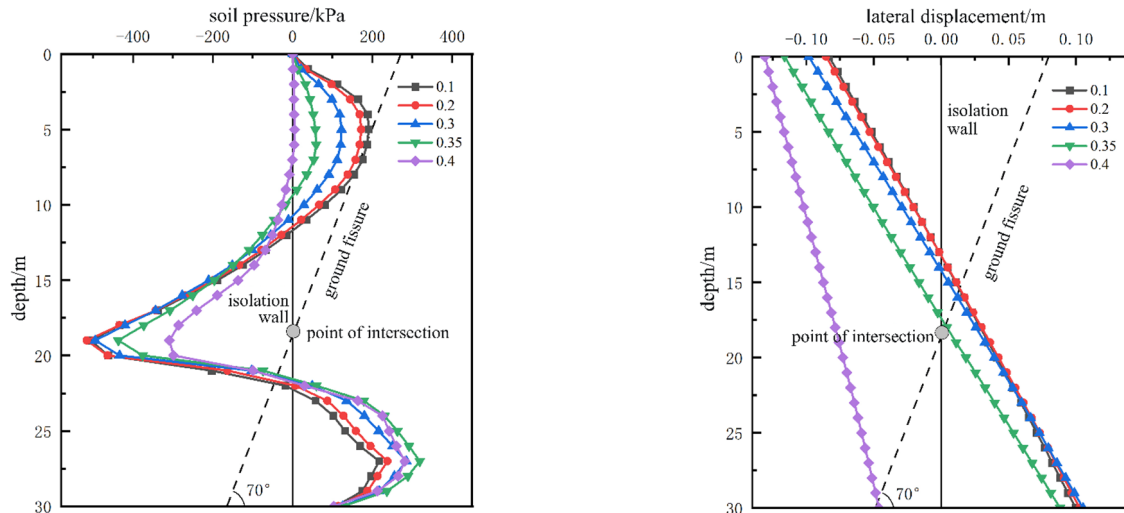 soil pressure/kPa
−400 −200 0 200 400
0
5
10
15
20
25
30
depth/m
0.1
0.2
0.3
0.35
0.4
ground fissure
isolation
wall
point of intersection
70°
lateral displacement/m
−0.10 −0.05 0.00 0.05 0.10
0
5
10
15
20
25
30
depth/m
isolation
wall
0.1
0.2
0.3
0.35
0.4
ground fissure
point of intersection
70°